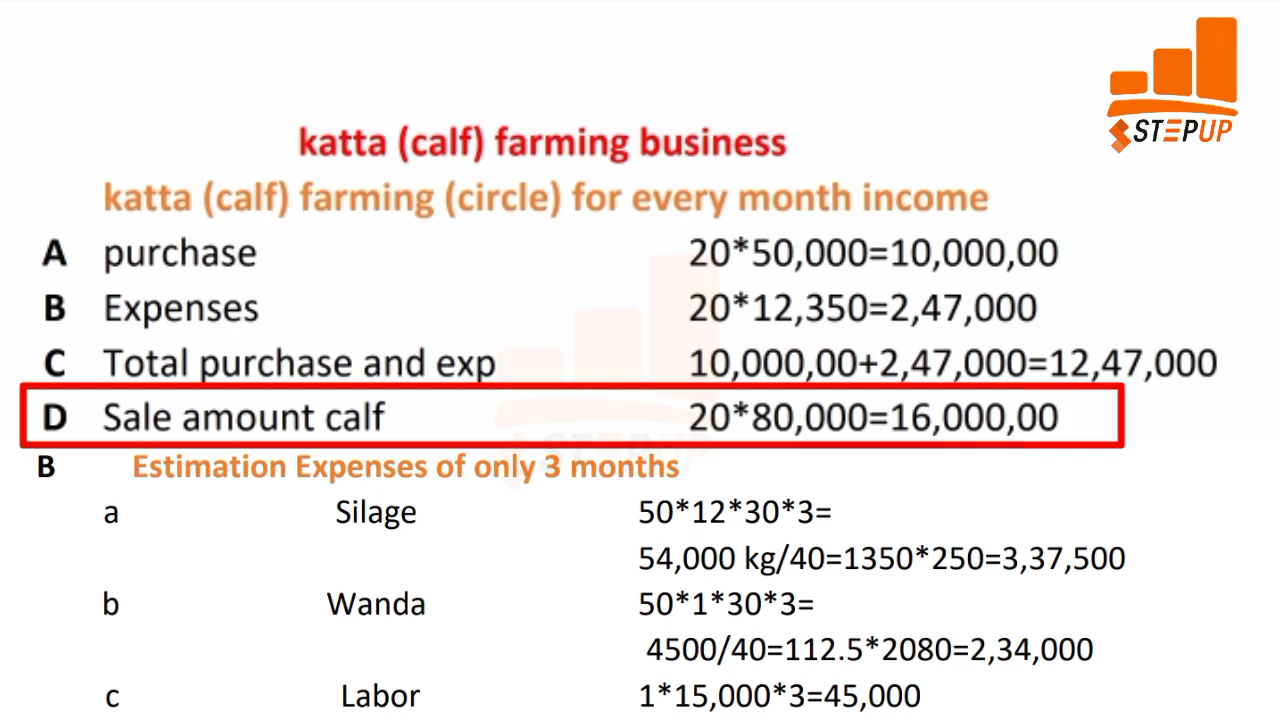 STEPUP
katta (calf) farming business
katta (calf) farming (circle) for every month income
A purchase 20*50,000=10,000,00
B Expenses 20*12,350=2,47,000
C Total purchase and exp 10,000,00+2,47,000=12,47,000
D Sale amount calf 20*80,000=16,000,00
STEPUP
B Estimation Expenses of only 3 months
a Silage 50*12*30*3=
54,000 kg/40=1350*250=3,37,500
b Wanda 50*1*30*3=
4500/40=112.5*2080=2,34,000
c Labor 1*15,000*3=45,000